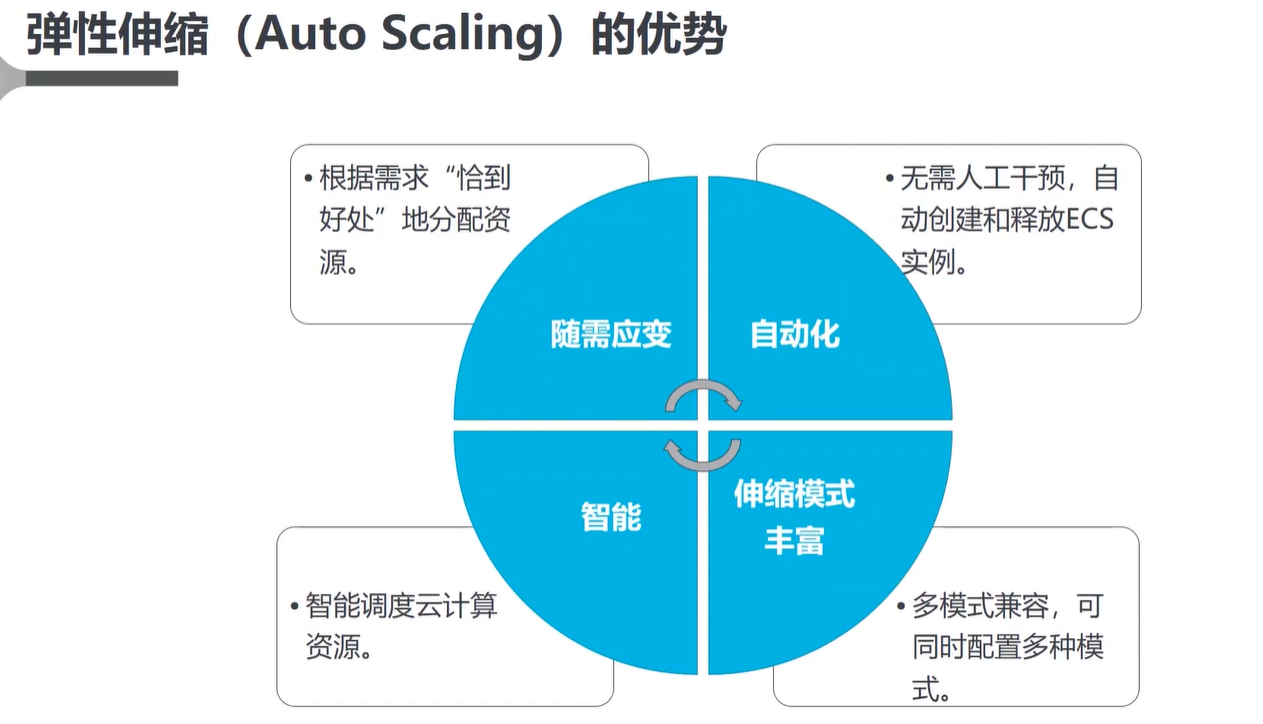 弹性伸缩（Auto Scaling）的优势
• 根据需求“恰到
好处”地分配资
源。
• 无需人工干预，自
动创建和释放ECS
实例。
随需应变
自动化
智能
伸缩模式
丰富
• 智能调度云计算
资源。
• 多模式兼容，可
同时配置多种模
式。